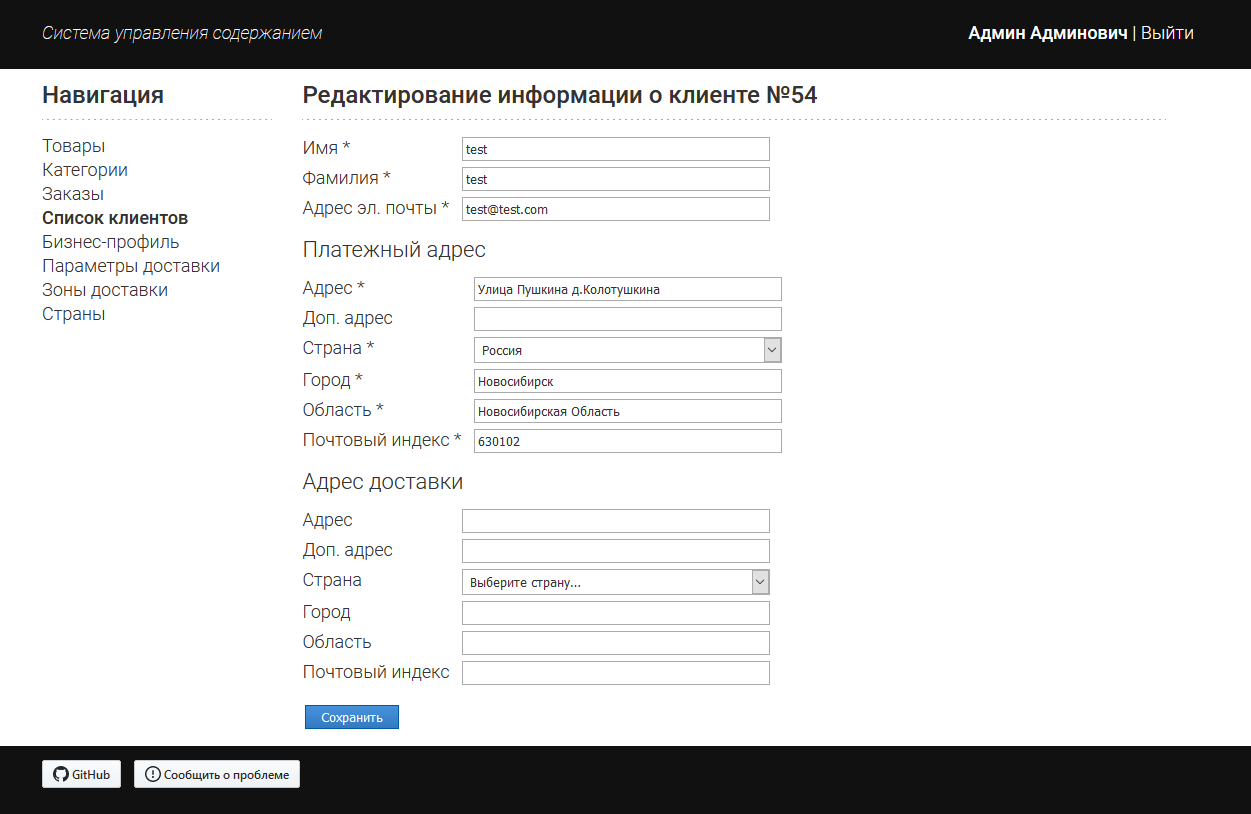 Система управления содержанием
Админ Админович | Выйти
Навигация
Товары
Категории
Заказы
Список клиентов
Бизнес-профиль
Параметры доставки
Зоны доставки
Страны
Редактирование информации о клиенте №54
Имя * test
Фамилия * test
Адрес эл. почты * test@test.com
Платежный адрес
Адрес * Улица Пушкина д.Колотушкина
Доп. адрес
Страна * Россия
Город * Новосибирск
Область * Новосибирская Область
Почтовый индекс * 630102
Адрес доставки
Адрес
Доп. адрес
Страна Выберите страну...
Город
Область
Почтовый индекс
Сохранить
GitHub
Сообщить о проблеме